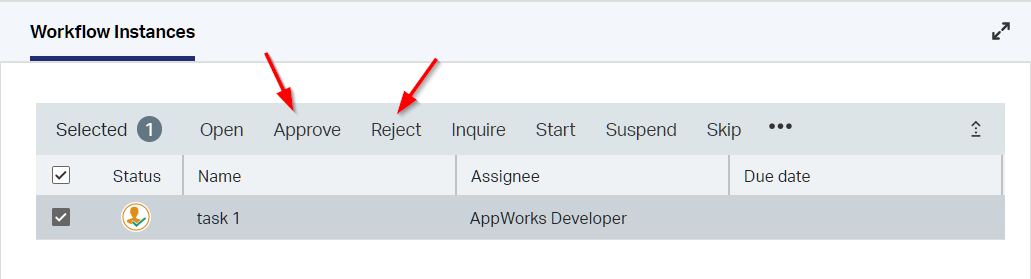 Workflow Instances
Selected 1 Open Approve Reject Inquire Start Suspend Skip •••
Status Name Assignee Due date
task 1 AppWorks Developer